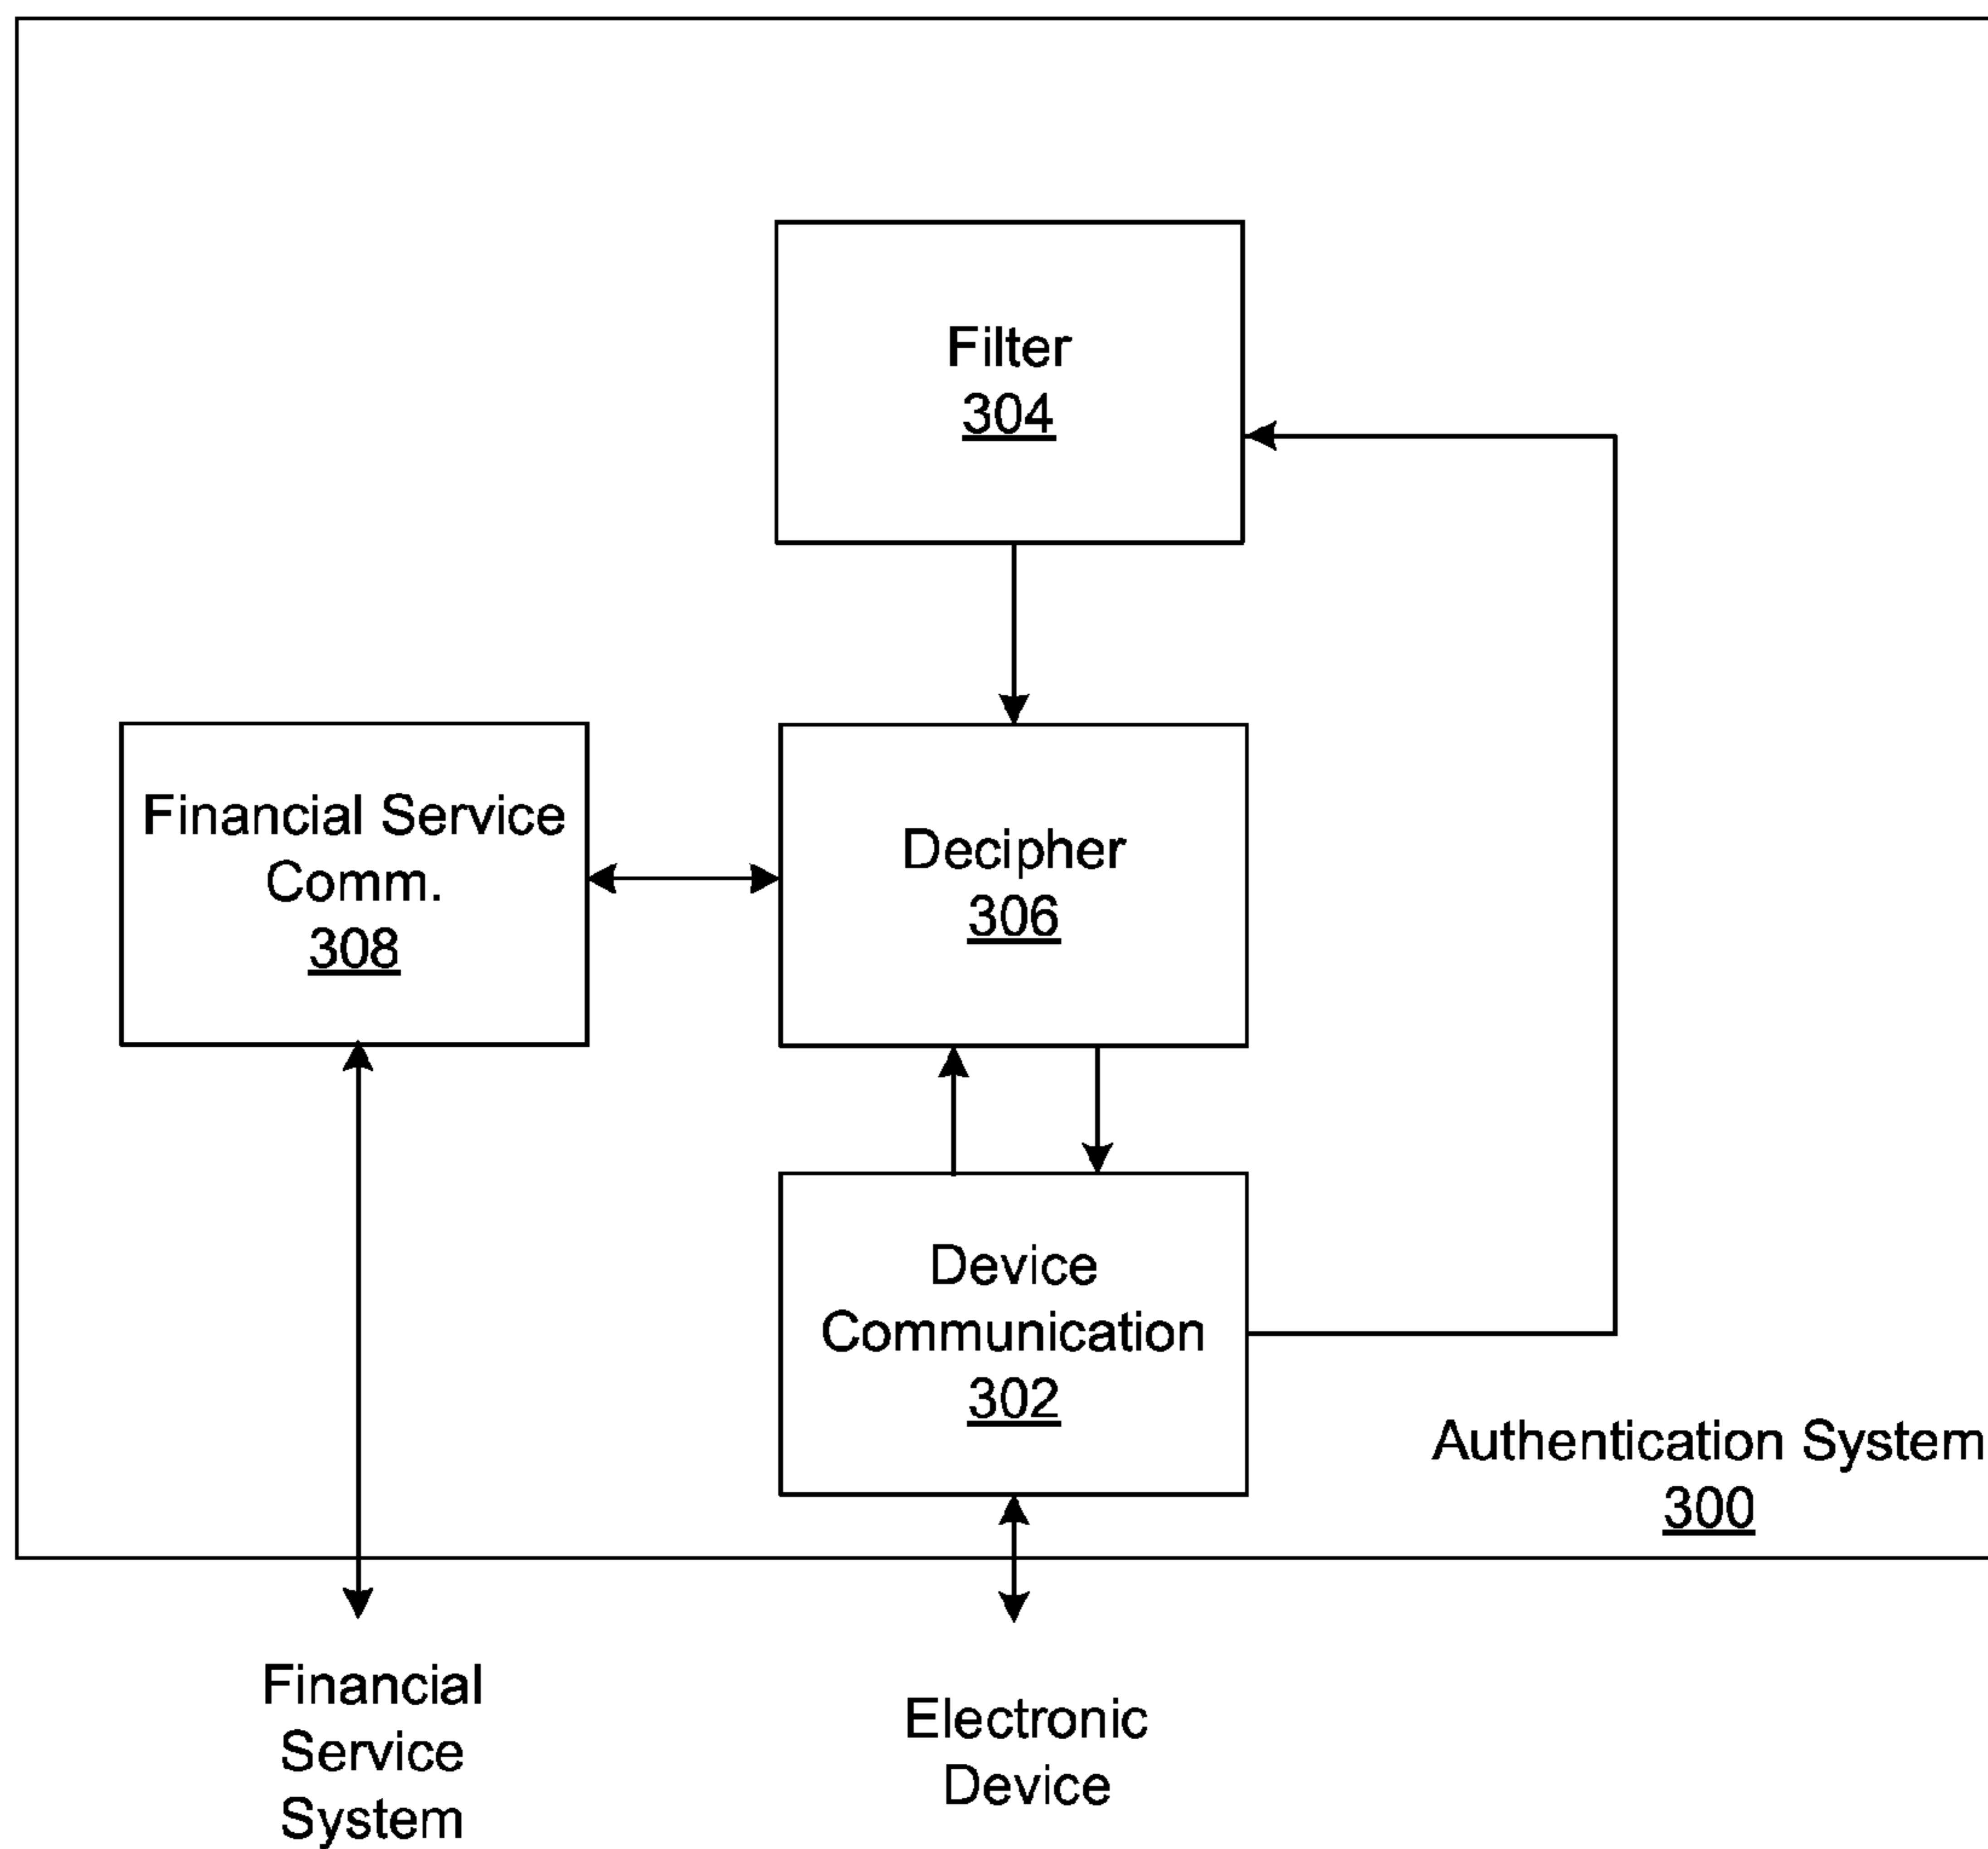 Filter
304
Financial Service
Comm.
308
Decipher
306
Device
Communication
302
Authentication System
300
Financial
Service
System
Electronic
Device